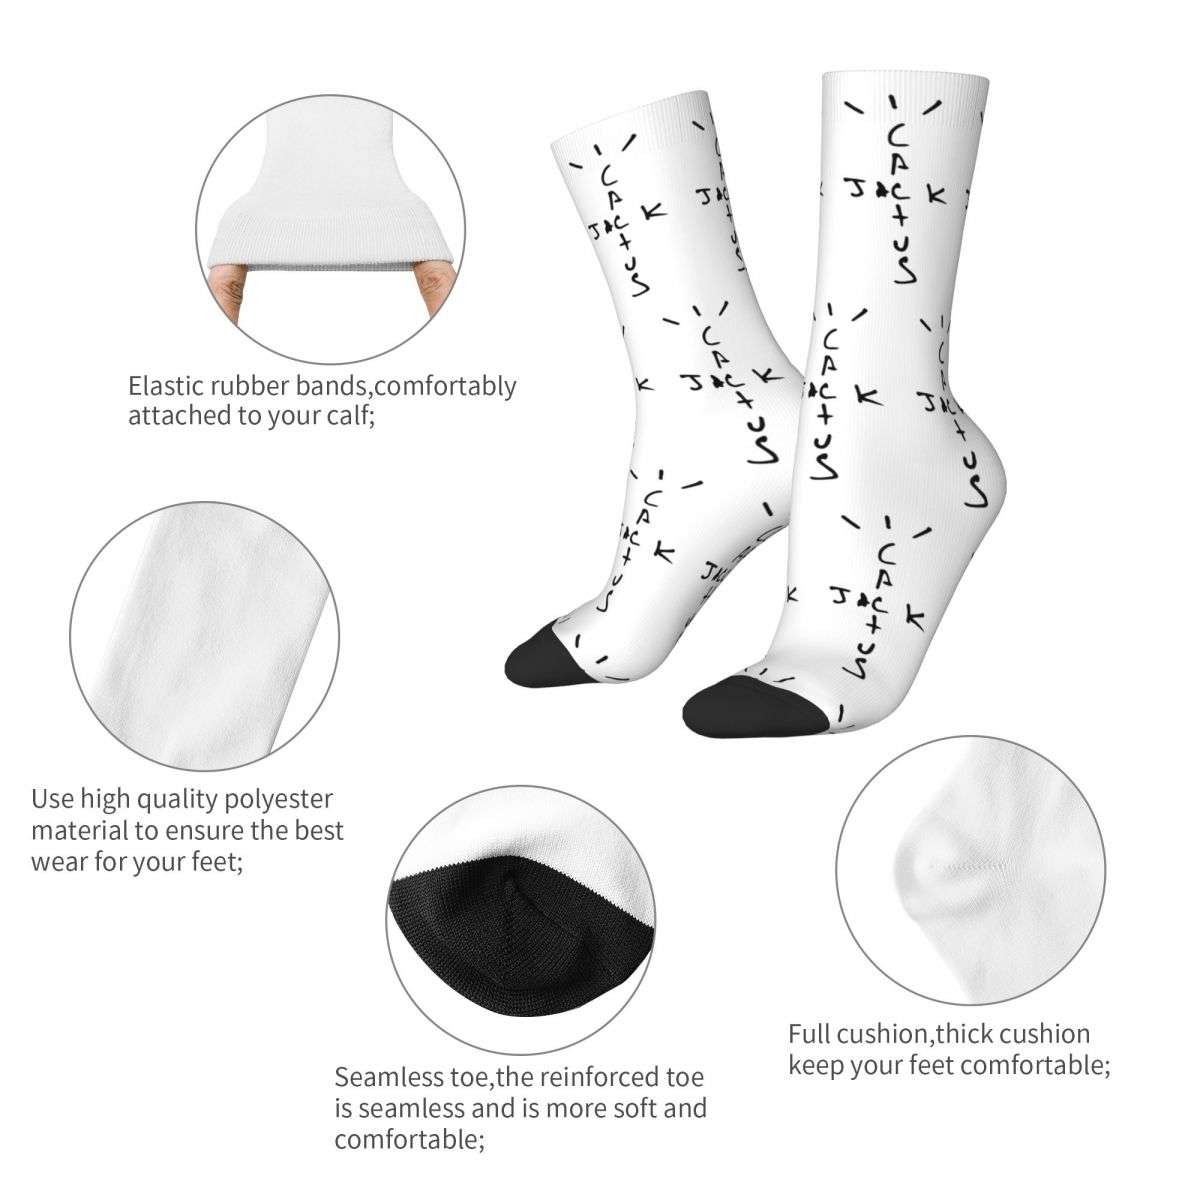 C
A
JACK
T
U
S
Elastic rubber bands,comfortably
attached to your calf;
Use high quality polyester
material to ensure the best
wear for your feet;
Seamless toe,the reinforced toe
is seamless and is more soft and
comfortable;
Full cushion,thick cushion
keep your feet comfortable;